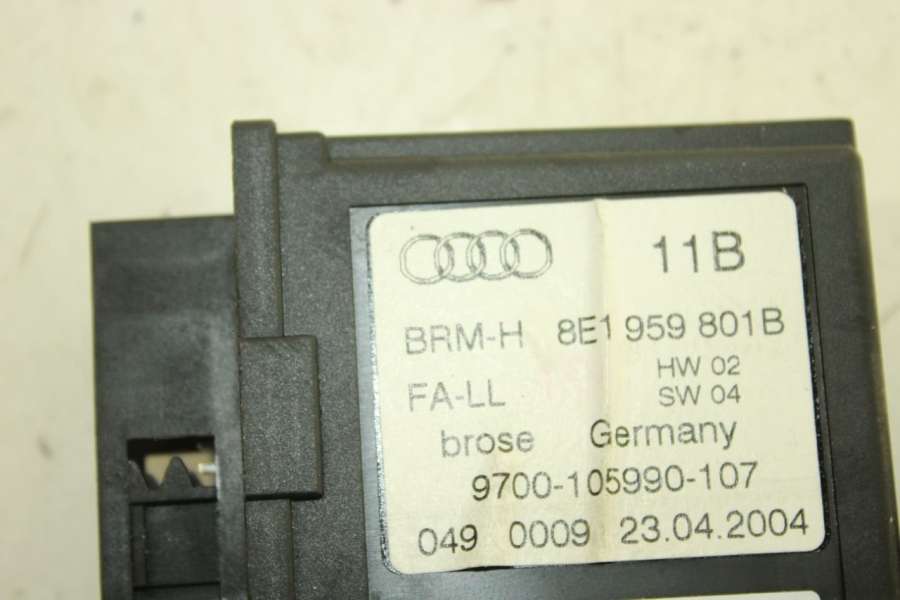 11B
BRM-H 8E1 959 801B
HW 02
FA-LL SW 04
brose Germany
9700-105990-107
049 0009 23.04.2004